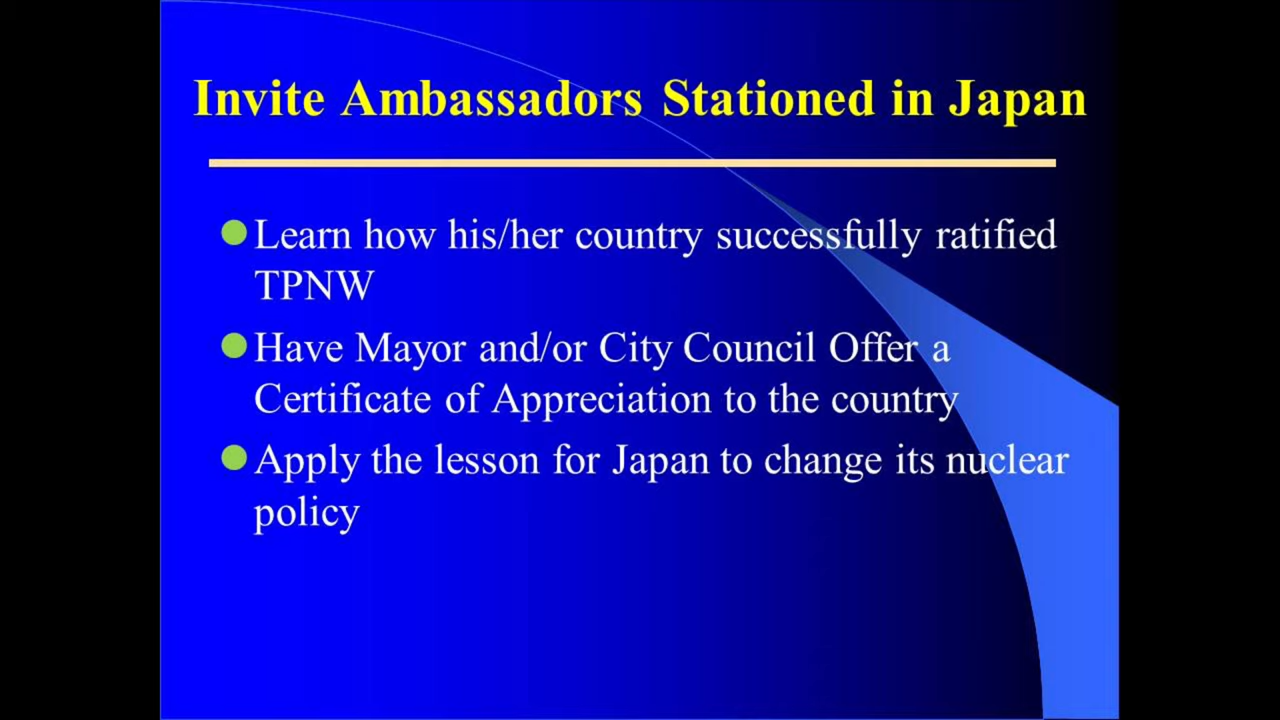 Invite Ambassadors Stationed in Japan
Learn how his/her country successfully ratified
TPNW
Have Mayor and/or City Council Offer a
Certificate of Appreciation to the country
Apply the lesson for Japan to change its nuclear
policy